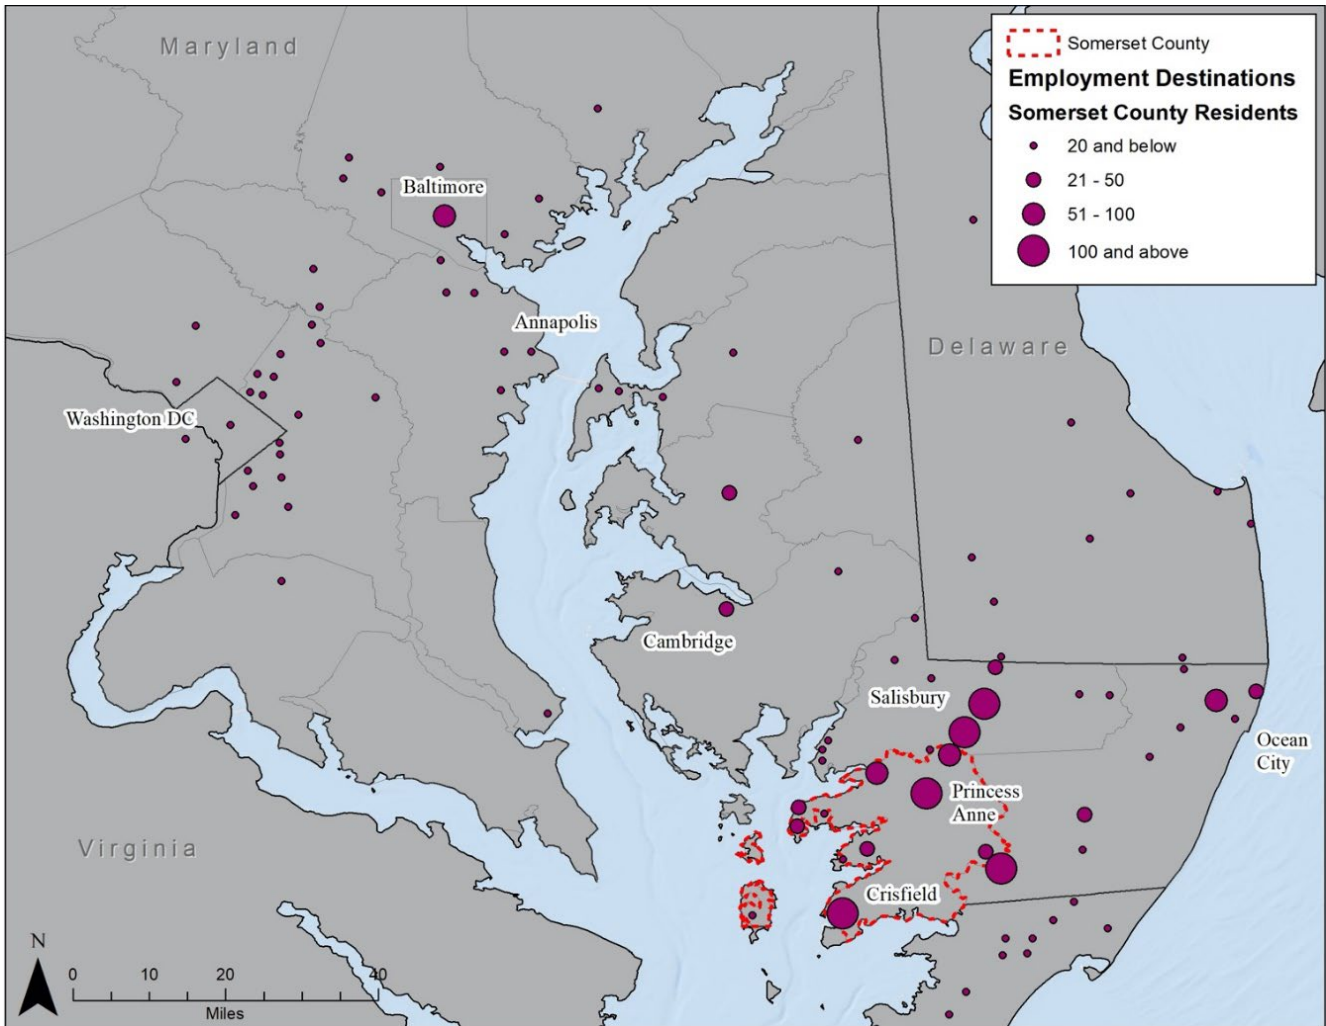 Maryland
Somerset County
Employment Destinations
Somerset County Residents
20 and below
21 - 50
51 - 100
100 and above
Baltimore
Annapolis
Delaware
Washington DC
Cambridge
Salisbury
Ocean
City
Princess
Anne
Virginia
Crisfield
N
0 10 20 40
Miles